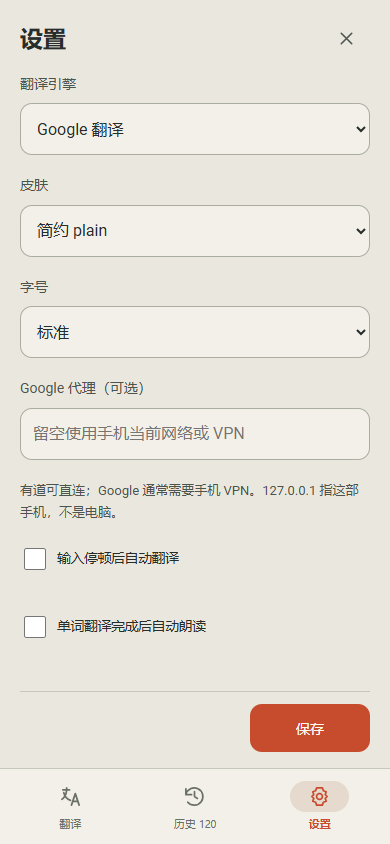 设置
翻译引擎
Google 翻译
皮肤
简约 plain
字号
标准
Google 代理（可选）
留空使用手机当前网络或 VPN
有道可直连；Google 通常需要手机 VPN。127.0.0.1 指这部
手机，不是电脑。
输入停顿后自动翻译
单词翻译完成后自动朗读
保存
翻译
历史 120
设置